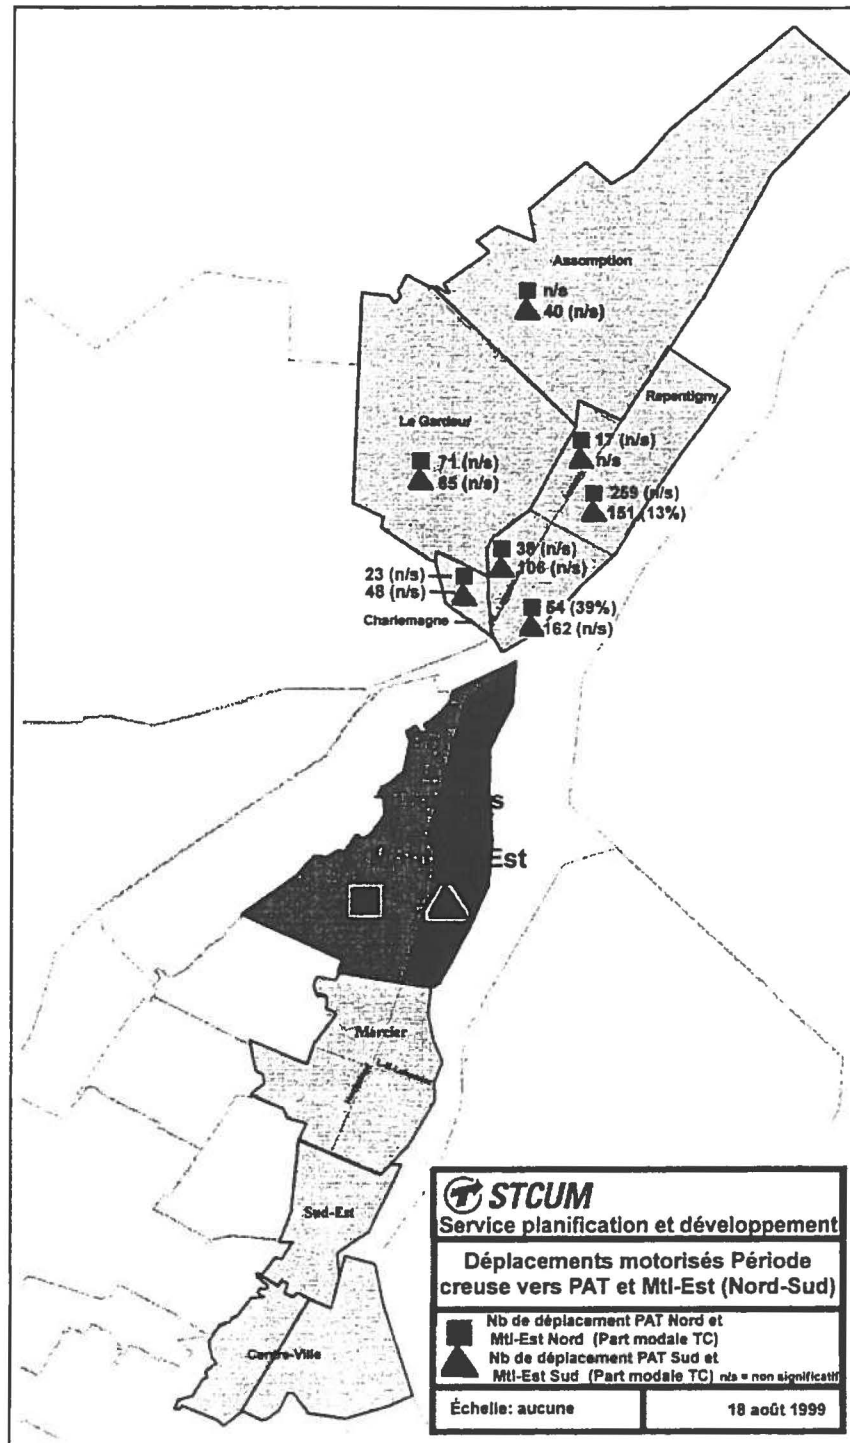 Assomption
n/s
40 (n/s)
Repentigny
Le Gardeur
17 (n/s)
n/s
71 (n/s)
65 (n/s)
259 (n/s)
151 (13%)
38 (n/s)
106 (n/s)
23 (n/s)
48 (n/s)
Charlemagne
54 (39%)
162 (n/s)
Est
Mercier
Sud-Est
Centre-Ville
STCUM
Service planification et développement
Déplacements motorisés Période
creuse vers PAT et Mtl-Est (Nord-Sud)
Nb de déplacement PAT Nord et
Mtl-Est Nord (Part modale TC)
Nb de déplacement PAT Sud et
Mtl-Est Sud (Part modale TC) n/s = non significatif
Échelle: aucune
18 août 1999